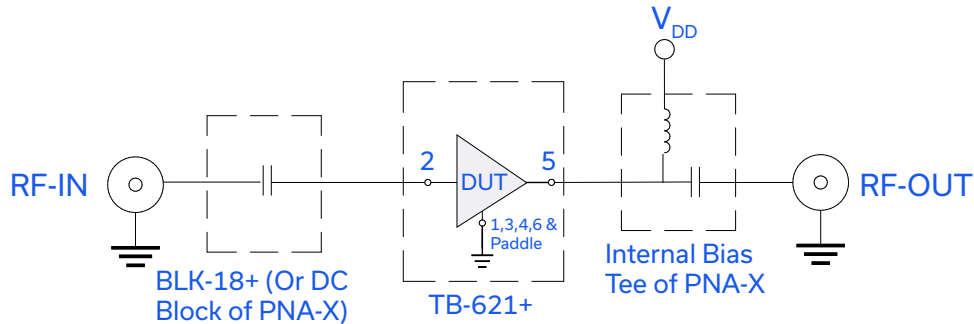 V_DD
RF-IN
2
DUT
5
1,3,4,6 &
Paddle
RF-OUT
BLK-18+ (Or DC
Block of PNA-X)
TB-621+
Internal Bias
Tee of PNA-X